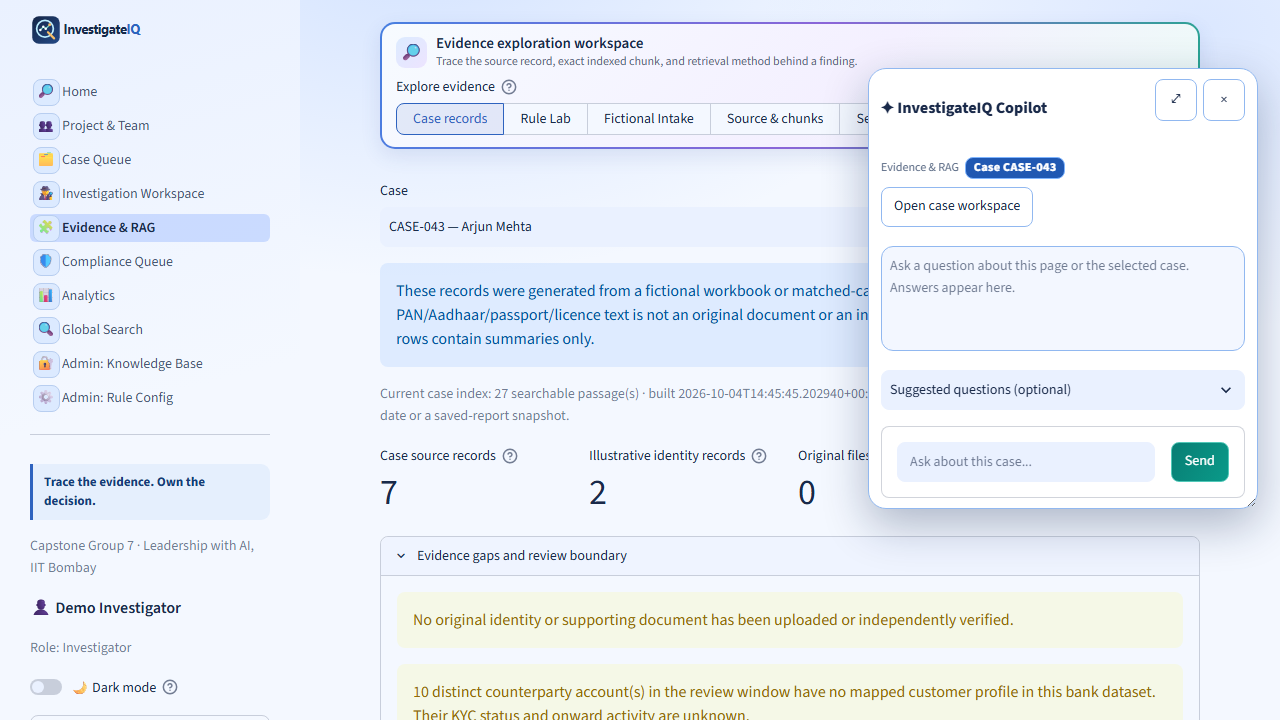 InvestigateIQ
Home
Project & Team
Case Queue
Investigation Workspace
Evidence & RAG
Compliance Queue
Analytics
Global Search
Admin: Knowledge Base
Admin: Rule Config
Trace the evidence. Own the
decision.
Capstone Group 7 · Leadership with AI,
IIT Bombay
Demo Investigator
Role: Investigator
Dark mode
Evidence exploration workspace
Trace the source record, exact indexed chunk, and retrieval method behind a finding.
Explore evidence
Case records
Rule Lab
Fictional Intake
Source & chunks
Case
CASE-043 — Arjun Mehta
These records were generated from a fictional workbook or
PAN/Aadhaar/passport/licence text is not an original document or an
rows contain summaries only.
Current case index: 27 searchable passage(s) · built 2026-10-04T14:45:45.202940+00:
date or a saved-report snapshot.
Case source records
7
Illustrative identity records
2
Original files
0
Evidence gaps and review boundary
No original identity or supporting document has been uploaded or independently verified.
10 distinct counterparty account(s) in the review window have no mapped customer profile in this bank dataset.
Their KYC status and onward activity are unknown.
✦ InvestigateIQ Copilot
⤢
×
Evidence & RAG
Case CASE-043
Open case workspace
Ask a question about this page or the selected case.
Answers appear here.
Suggested questions (optional)
Ask about this case...
Send